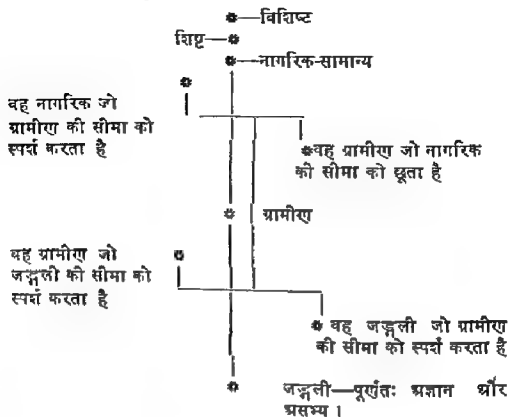 विशिष्ट
शिष्ट
नागरिक-सामान्य
वह नागरिक जो
ग्रामीण की सीमा को
स्पर्श करता है
वह ग्रामीण जो नागरिक
की सीमा को छूता है
ग्रामीण
वह ग्रामीण जो
जङ्गली की सीमा को
स्पर्श करता है
वह जङ्गली जो ग्रामीण
की सीमा को स्पर्श करता है
जङ्गली—पूर्णतः अज्ञान और
असभ्य ।